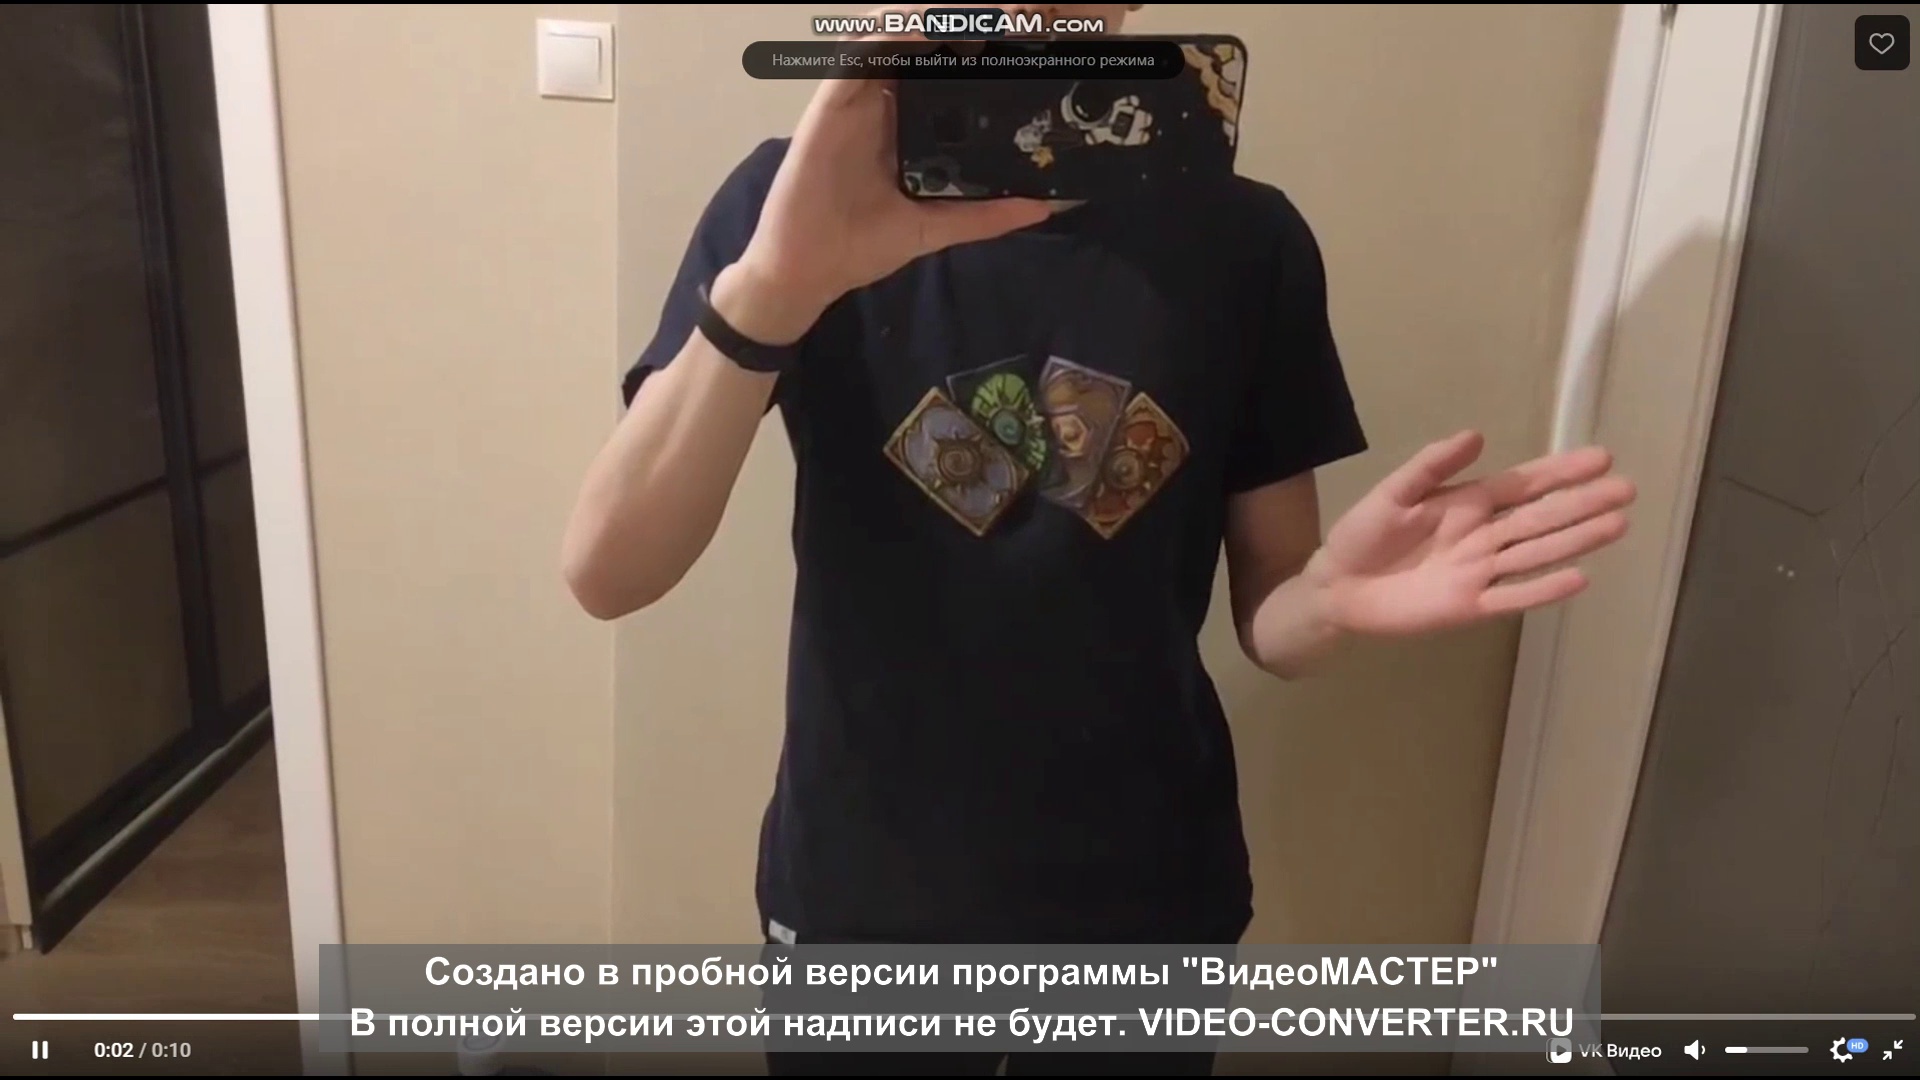 www.BANDICAM.com
Нажмите Esc, чтобы выйти из полноэкранного режима
Создано в пробной версии программы "ВидеоМАСТЕР"
В полной версии этой надписи не будет. VIDEO-CONVERTER.RU
0:02 / 0:10
VK Видео
HD